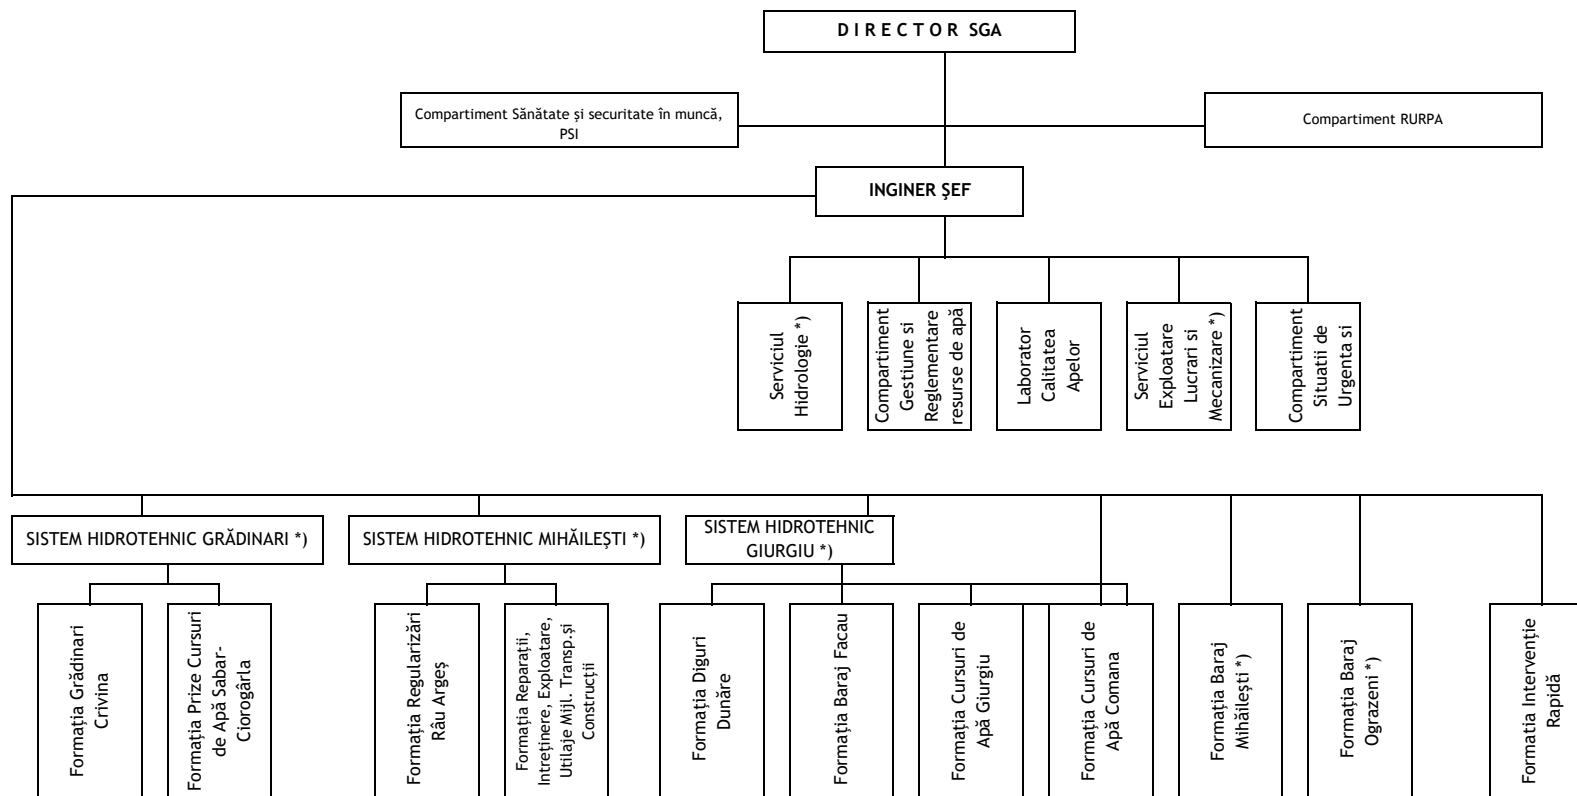 D I R E C T O R SGA
Compartiment Sănătate și securitate în muncă,
PSI
Compartiment RURPA
INGINER ŞEF
Serviciul
Hidrologie *)
Compartiment
Gestiune si
Reglementare
resurse de apă
Laborator
Calitatea
Apelor
Serviciul
Exploatare
Lucrari si
Mecanizare *)
Compartiment
Situatii de
Urgenta si
SISTEM HIDROTEHNIC GRĂDINARI *)
SISTEM HIDROTEHNIC MIHĂILEŞTI *)
SISTEM HIDROTEHNIC
GIURGIU *)
Formația Grădinari
Crivina
Formația Prize Cursuri
de Apă Sabar-
Ciorogârla
Formația Regularizări
Râu Argeș
Formația Reparații,
Intreținere, Exploatare,
Utilaje Mijl. Transp.și
Construcții
Formația Diguri
Dunăre
Formația Baraj Facau
Formația Cursuri de
Apă Giurgiu
Formația Cursuri de
Apă Comana
Formația Baraj
Mihăilești *)
Formația Baraj
Ograzeni *)
Formatia Intervenție
Rapidă